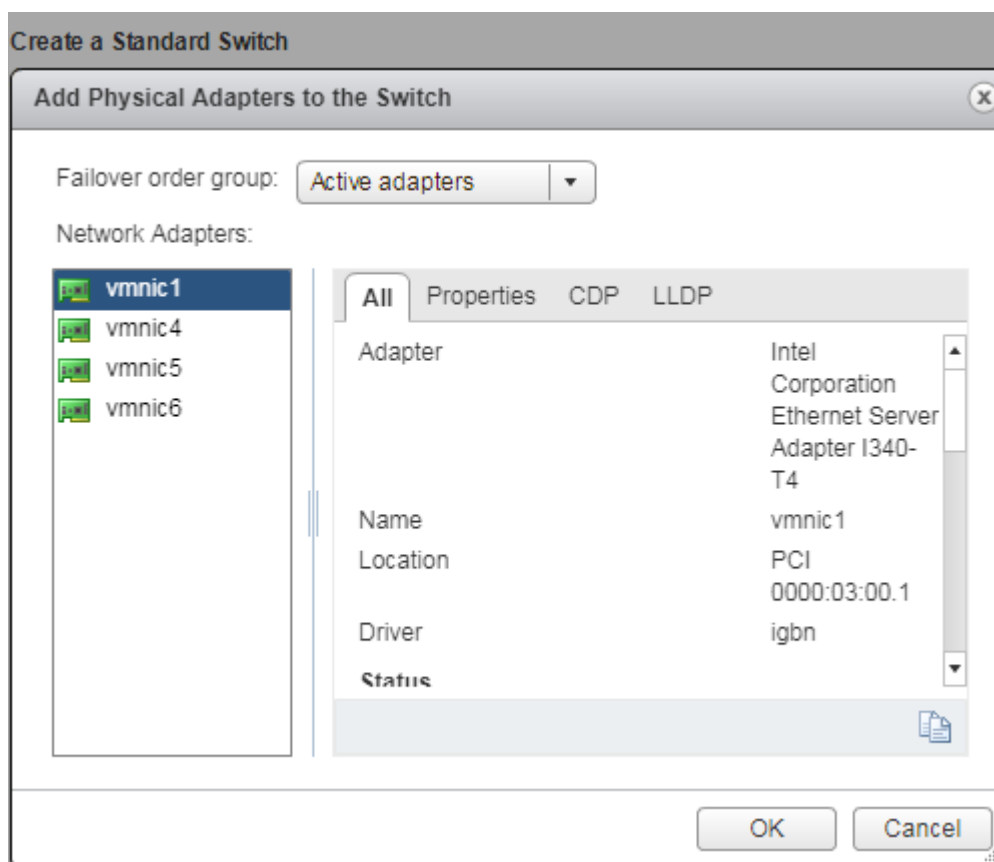 Create a Standard Switch
Add Physical Adapters to the Switch
Failover order group: Active adapters
Network Adapters:
vmnic1
vmnic4
vmnic5
vmnic6
All Properties CDP LLDP
Adapter Intel
Corporation
Ethernet Server
Adapter I340-
T4
Name vmnic1
Location PCI
0000:03:00.1
Driver igbn
Status
OK Cancel